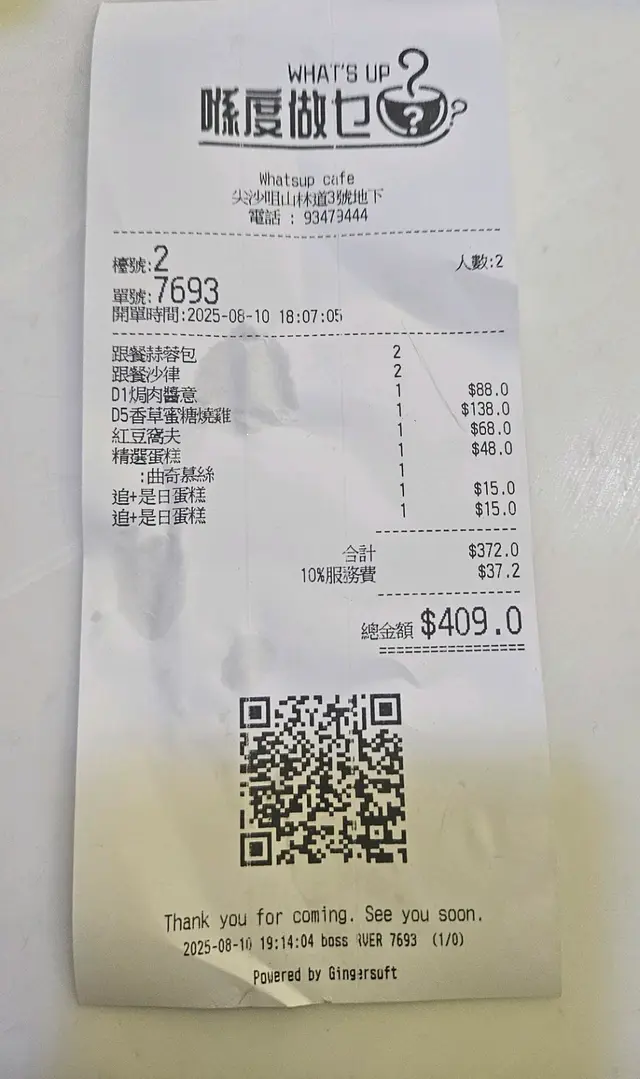 WHAT'S UP
喺度做乜
Whatsup cafe
尖沙咀山林道3號地下
電話 : 93479444
檯號:2 人數:2
單號:7693
開單時間:2025-08-10 18:07:05
跟餐蒜蓉包 2
跟餐沙律 2
D1焗肉醬意 1 $88.0
D5香草蜜糖燒雞 1 $138.0
紅豆窩夫 1 $68.0
精選蛋糕 1 $48.0
:曲奇慕絲 1
追+是日蛋糕 1 $15.0
追+是日蛋糕 1 $15.0
合計 $372.0
10%服務費 $37.2
總金額 $409.0
Thank you for coming. See you soon.
2025-08-10 19:14:04 boss RVER 7693 (1/0)
Powered by Gingersoft